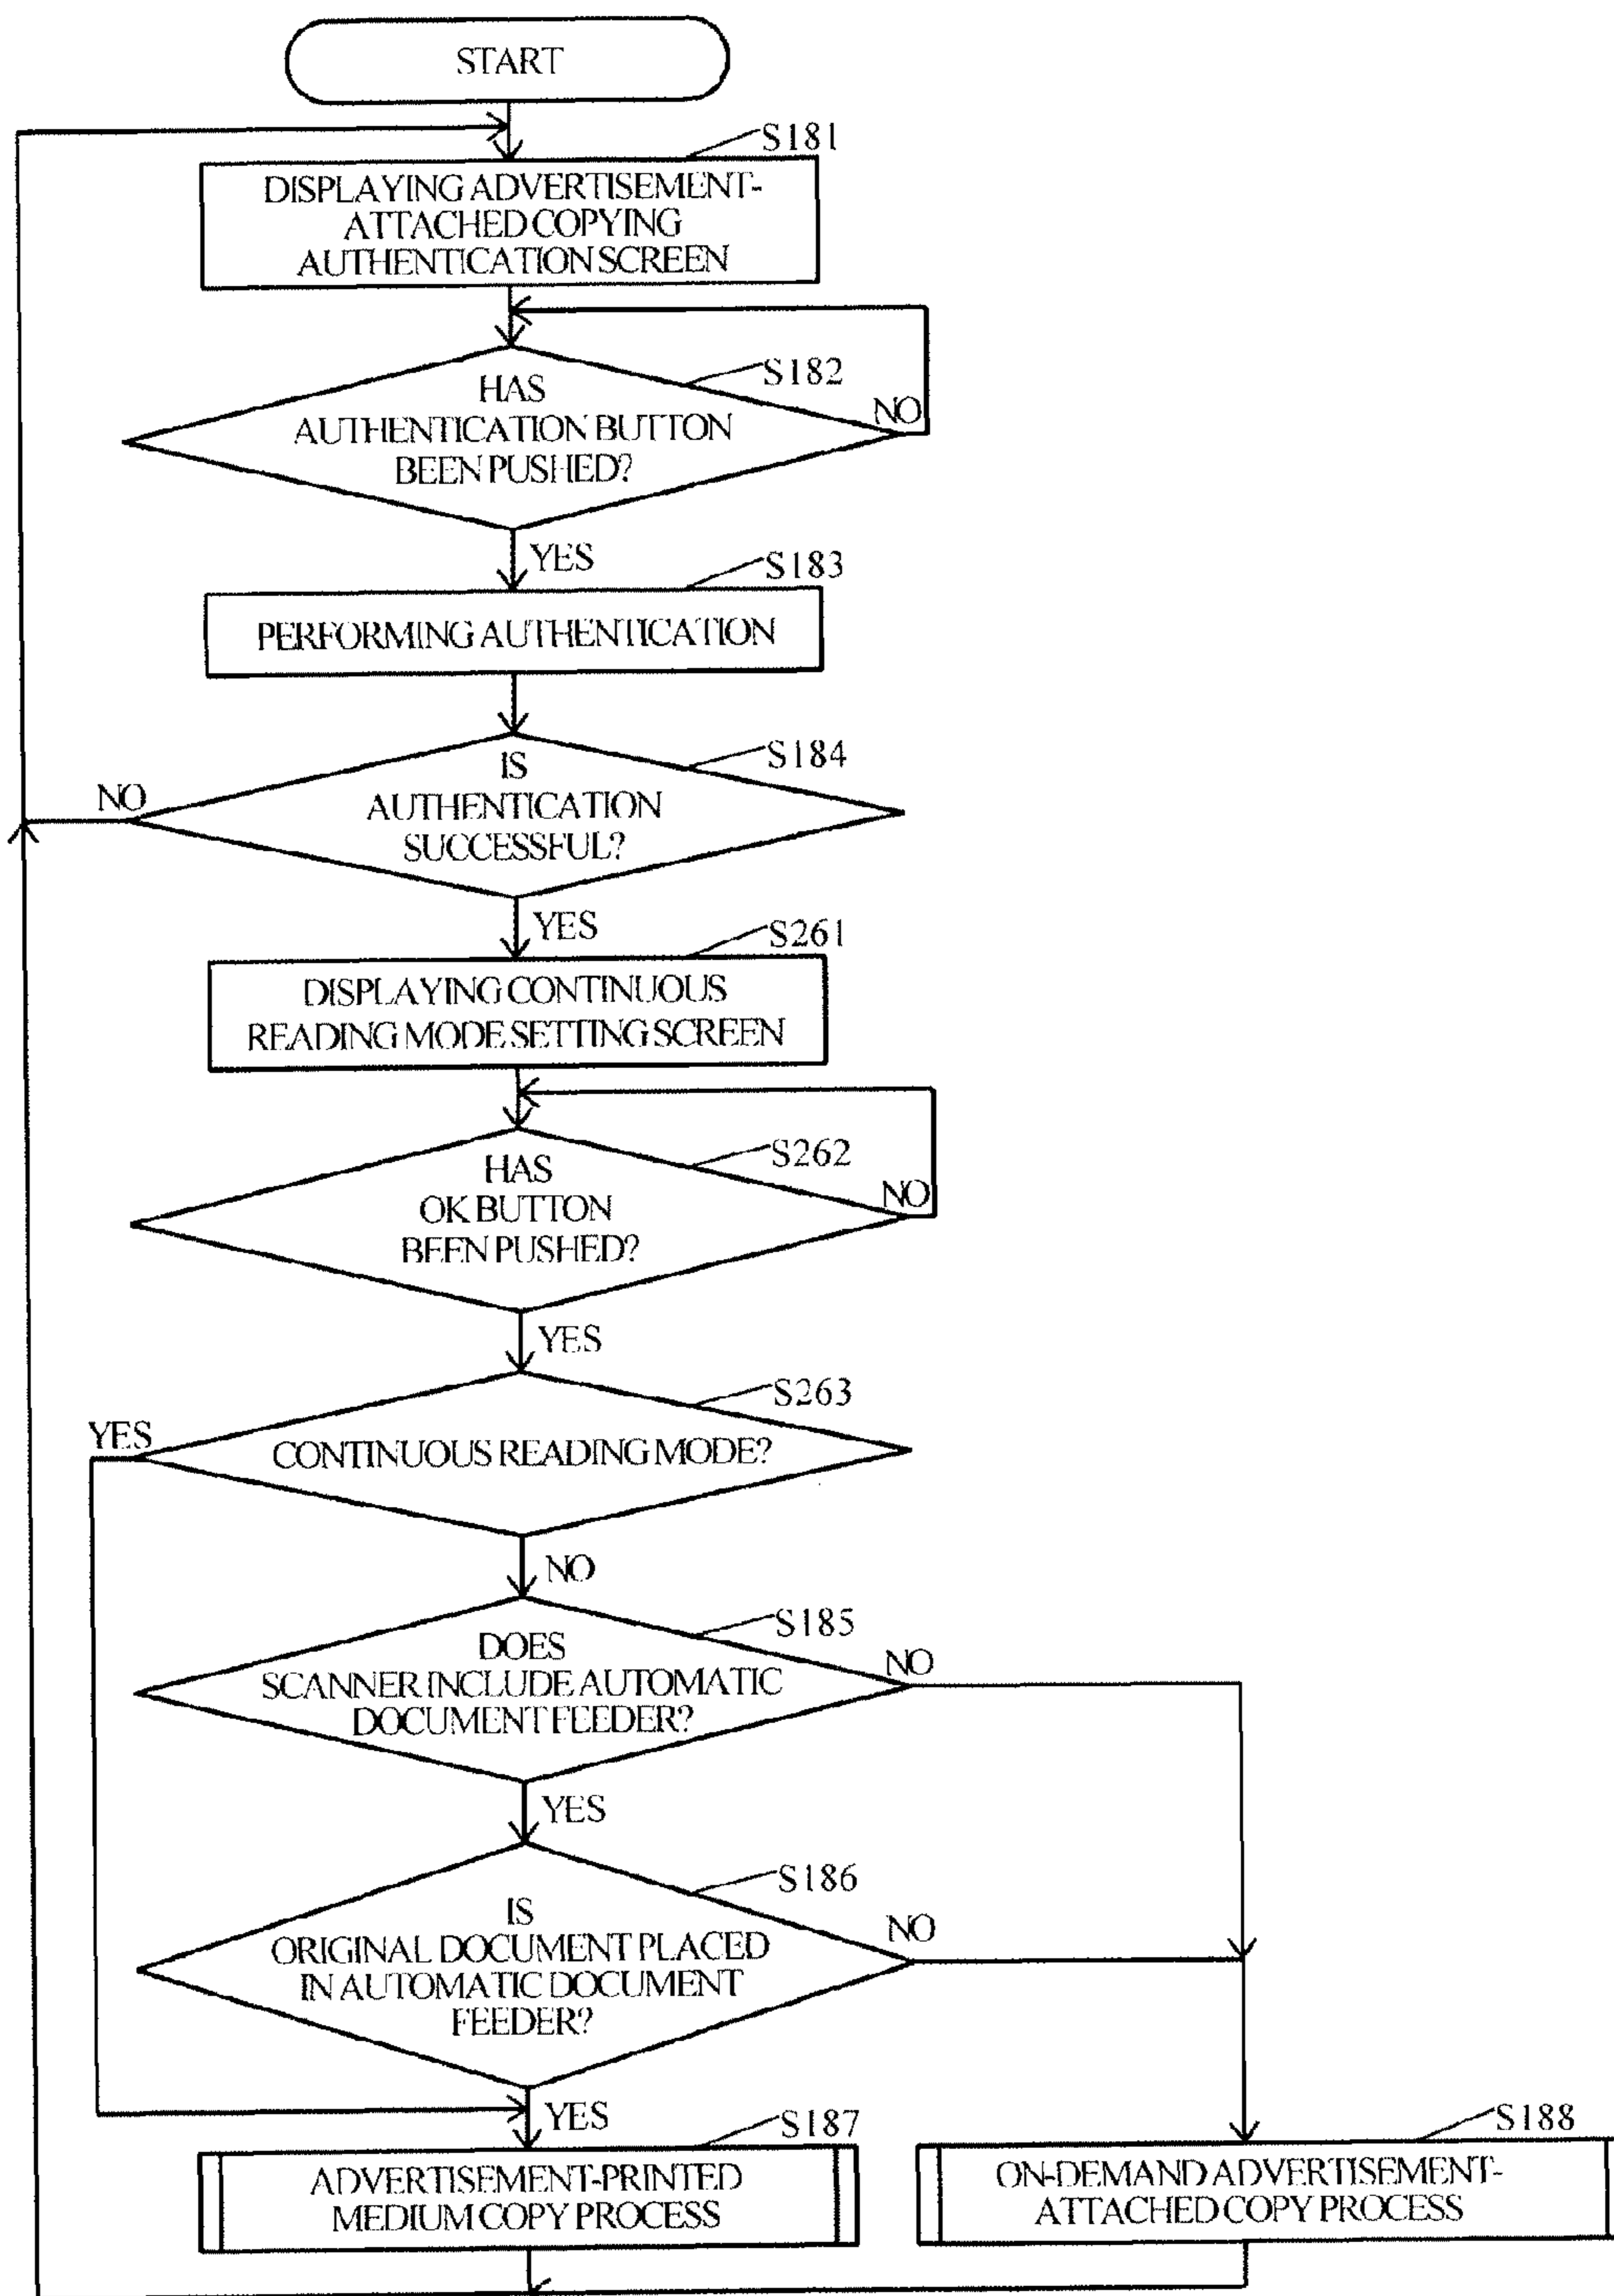 START
S181
DISPLAYING ADVERTISEMENT-
ATTACHED COPYING
AUTHENTICATION SCREEN
S182
HAS
AUTHENTICATION BUTTON
BEEN PUSHED?
NO
YES
S183
PERFORMING AUTHENTICATION
S184
IS
AUTHENTICATION
SUCCESSFUL?
NO
YES
S261
DISPLAYING CONTINUOUS
READING MODE SETTING SCREEN
S262
HAS
OK BUTTON
BEEN PUSHED?
NO
YES
S263
YES
CONTINUOUS READING MODE?
NO
S185
DOES
SCANNER INCLUDE AUTOMATIC
DOCUMENT FEEDER?
NO
YES
S186
IS
ORIGINAL DOCUMENT PLACED
IN AUTOMATIC DOCUMENT
FEEDER?
NO
YES
S187
ADVERTISEMENT-PRINTED
MEDIUM COPY PROCESS
S188
ON-DEMAND ADVERTISEMENT-
ATTACHED COPY PROCESS